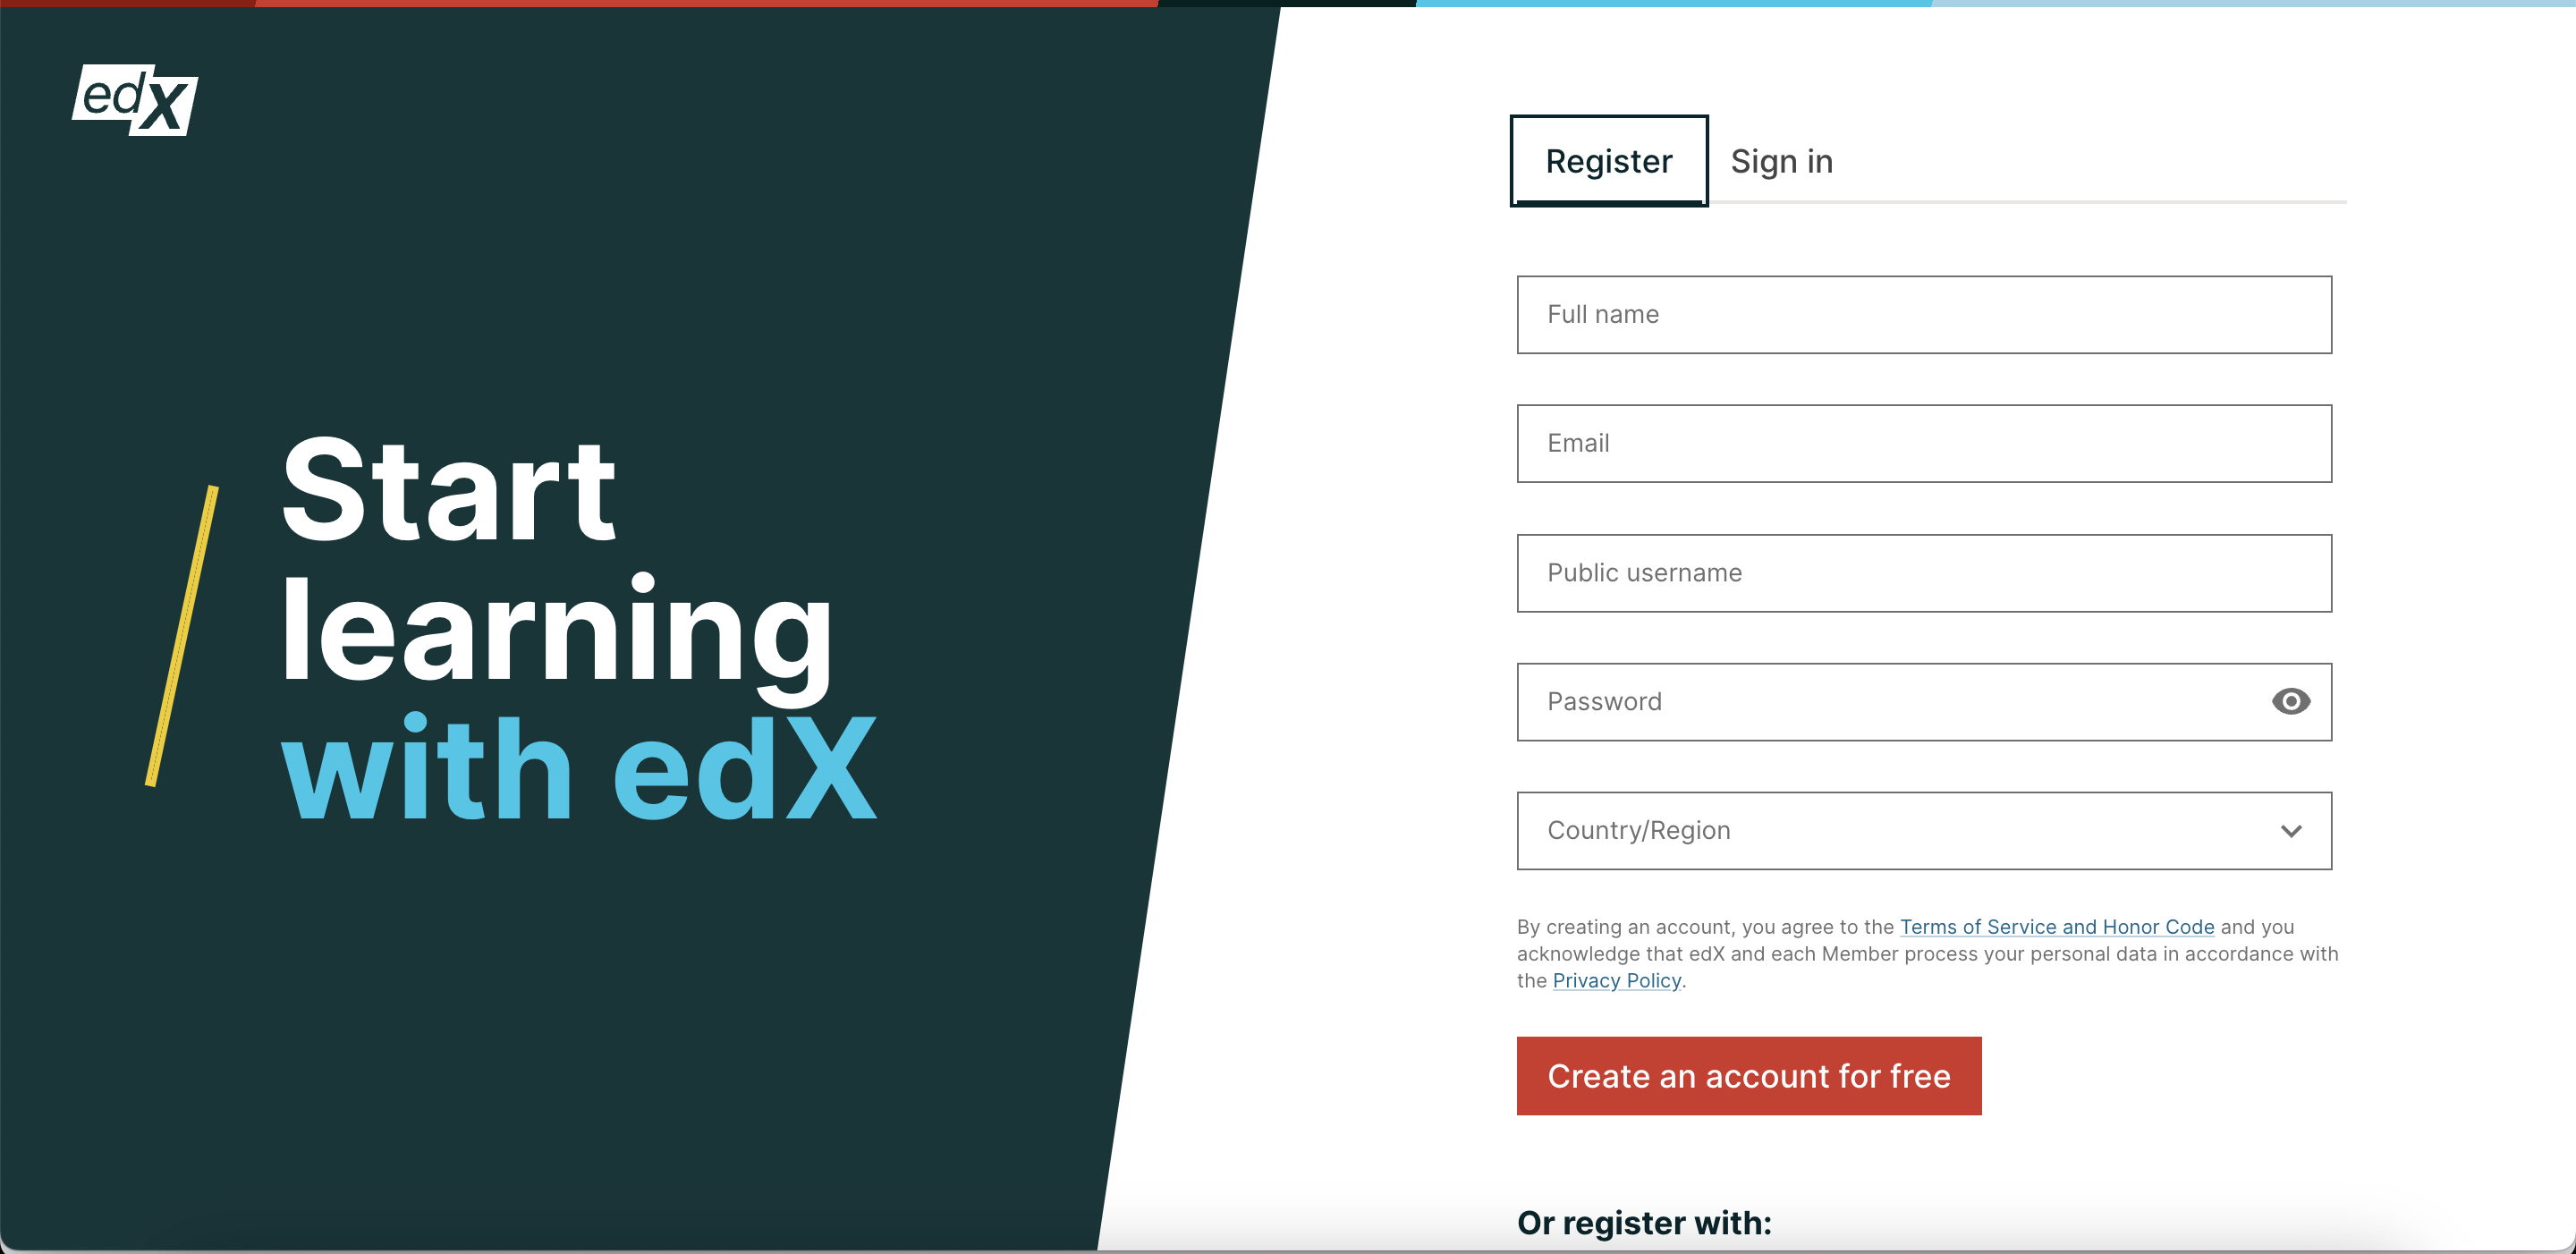 edX
Register
Sign in
Start
learning
with edX
Full name
Email
Public username
Password
Country/Region
By creating an account, you agree to the Terms of Service and Honor Code and you
acknowledge that edX and each Member process your personal data in accordance with
the Privacy Policy.
Create an account for free
Or register with: